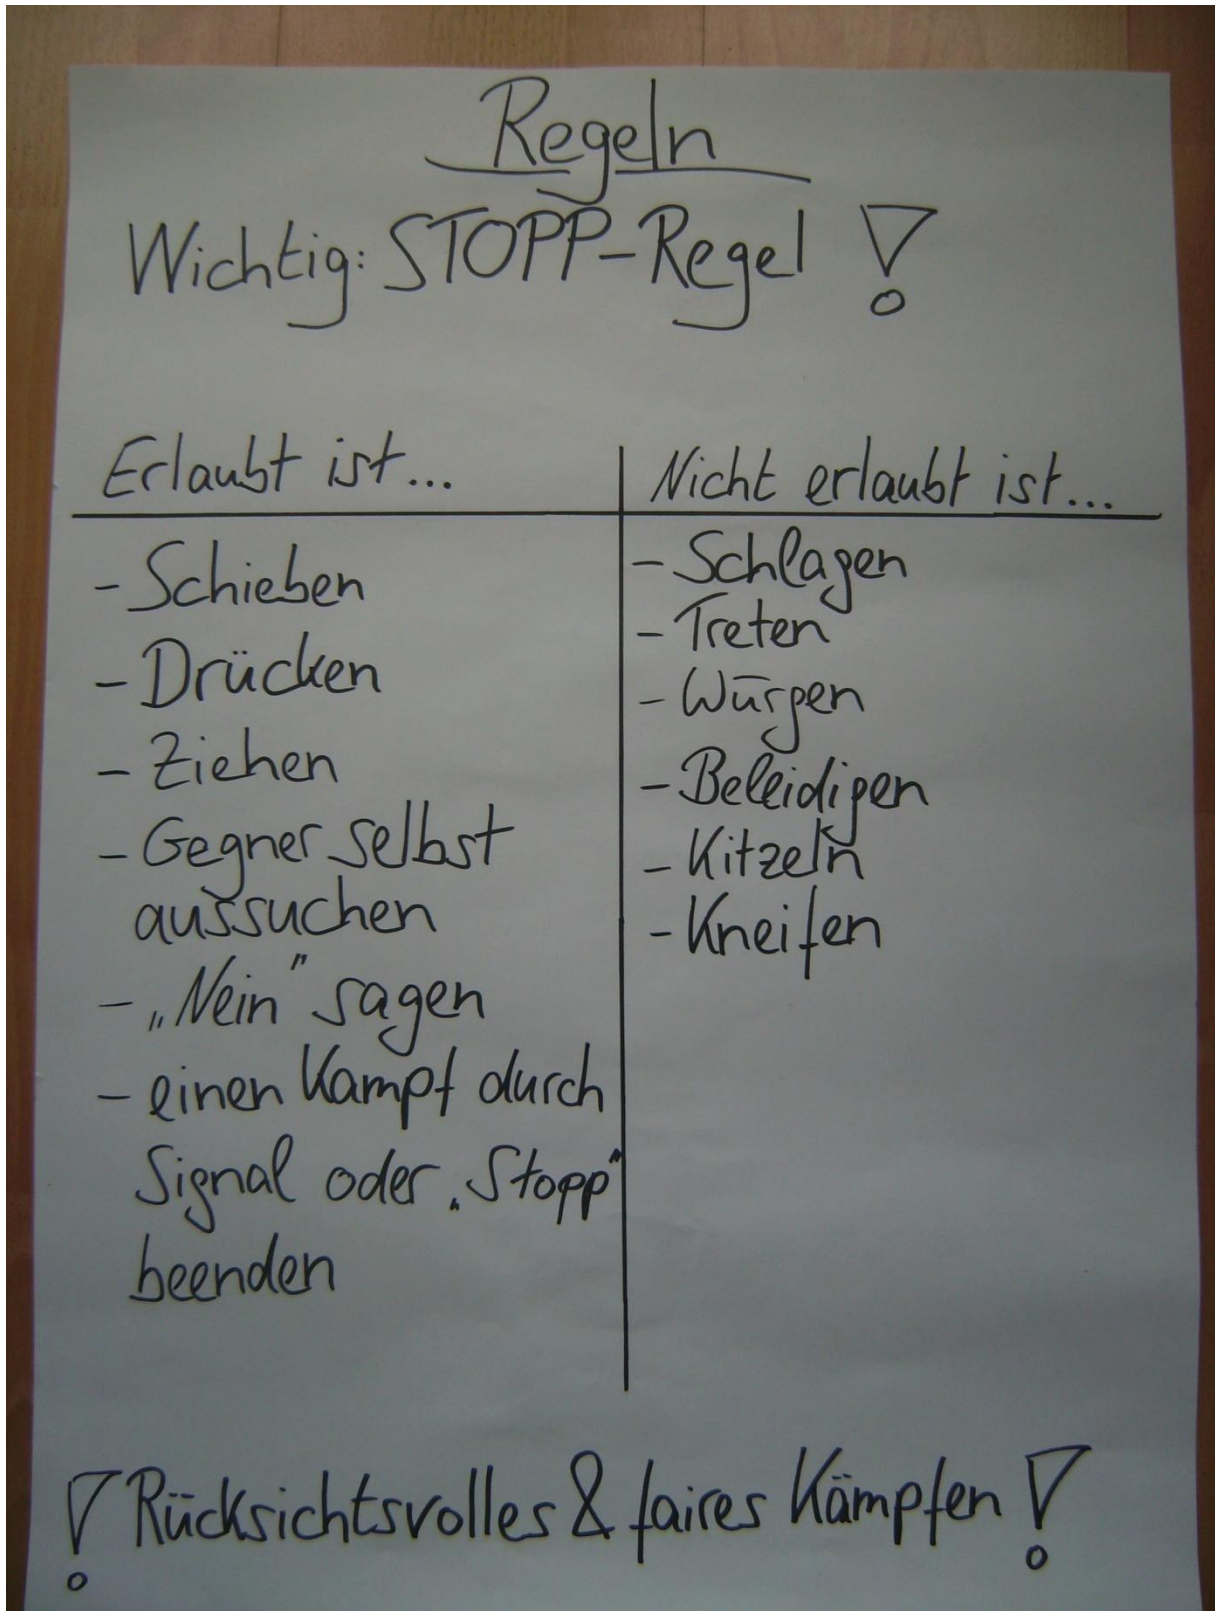 Regeln
Wichtig: STOPP-Regel !
Erlaubt ist...
- Schieben
- Drücken
- Ziehen
- Gegner selbst
aussuchen
- „Nein" sagen
- einen Kampf durch
Signal oder „Stopp"
beenden
Nicht erlaubt ist...
- Schlagen
- Treten
- Würgen
- Beleidigen
- Kitzeln
- Kneifen
! Rücksichtsvolles & faires Kämpfen !